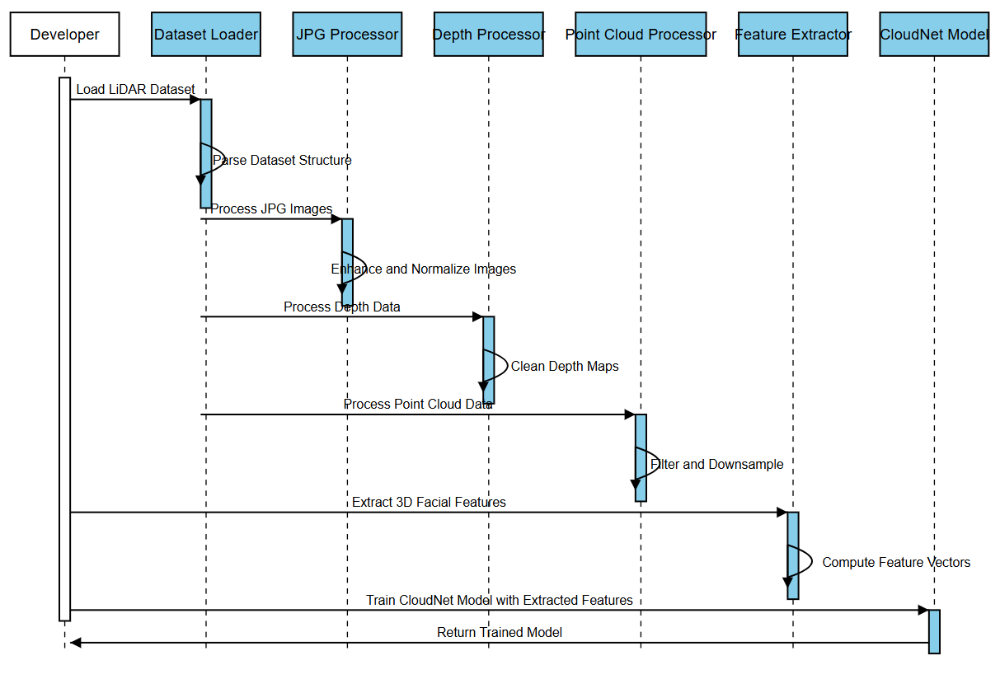 Developer
Dataset Loader
JPG Processor
Depth Processor
Point Cloud Processor
Feature Extractor
CloudNet Model
Load LiDAR Dataset
Parse Dataset Structure
Process JPG Images
Enhance and Normalize Images
Process Depth Data
Clean Depth Maps
Process Point Cloud Data
Filter and Downsample
Extract 3D Facial Features
Compute Feature Vectors
Train CloudNet Model with Extracted Features
Return Trained Model